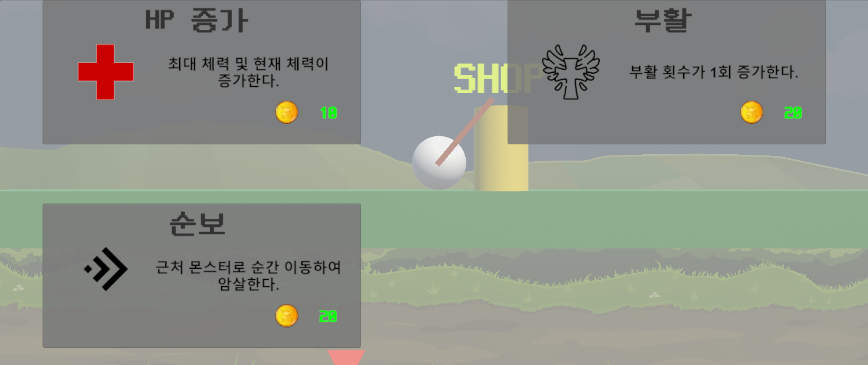 HP 증가
최대 체력 및 현재 체력이
증가한다.
10
SHOP
부활
부활 횟수가 1회 증가한다.
20
순보
근처 몬스터로 순간 이동하여
암살한다.
20